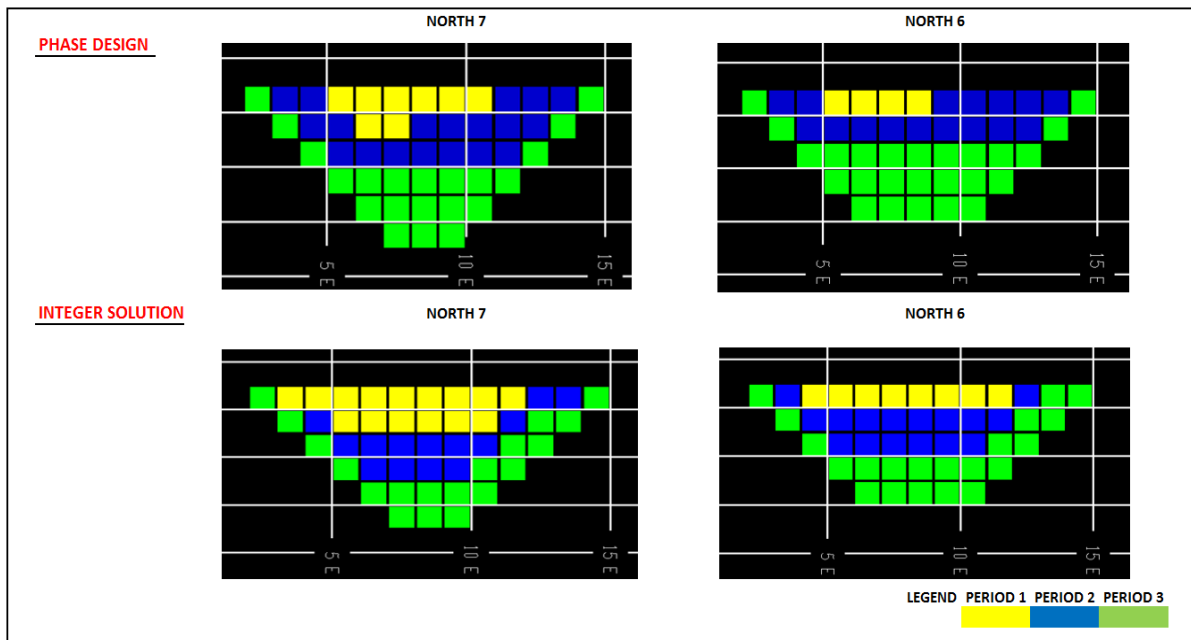 NORTH 7 NORTH 6
PHASE DESIGN
5 E 10 E 15 E 5 E 10 E 15 E
INTEGER SOLUTION NORTH 7 NORTH 6
5 E 10 E 15 E 5 E 10 E 15 E
LEGEND PERIOD 1 PERIOD 2 PERIOD 3